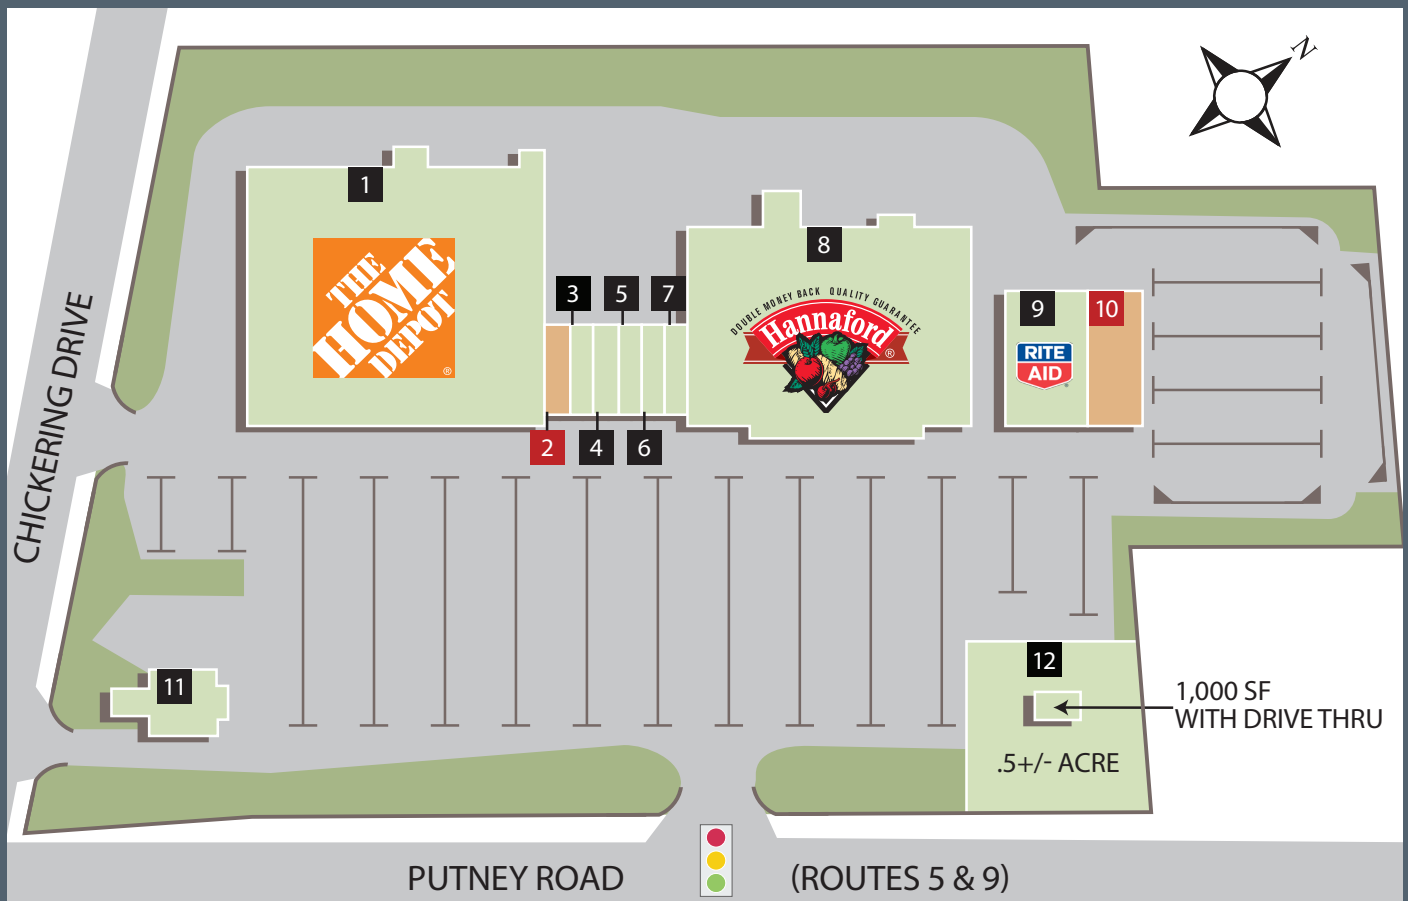 N
1
THE
HOME
DEPOT
®
8
DOUBLE MONEY BACK QUALITY GUARANTEE
Hannaford
®
3
5
7
9
10
RITE
AID
®
2
4
6
CHICKERING DRIVE
11
12
1,000 SF
WITH DRIVE THRU
.5+/- ACRE
PUTNEY ROAD
(ROUTES 5 & 9)